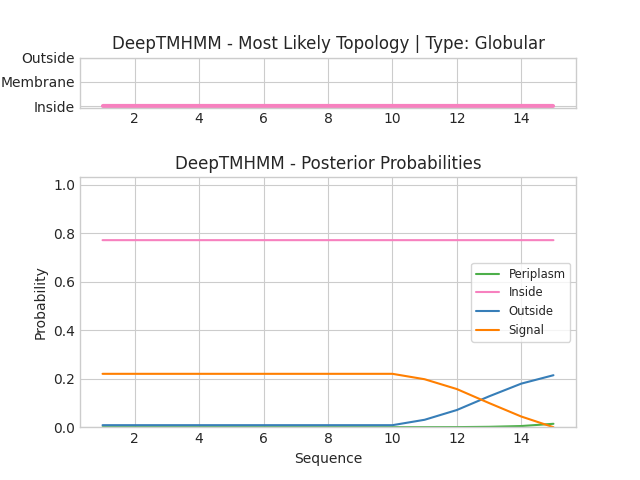 DeepTMHMM - Most Likely Topology | Type: Globular
Outside
Membrane
Inside
2 4 6 8 10 12 14
DeepTMHMM - Posterior Probabilities
1.0
0.8
0.6
0.4
0.2
0.0
Probability
Periplasm
Inside
Outside
Signal
2 4 6 8 10 12 14
Sequence